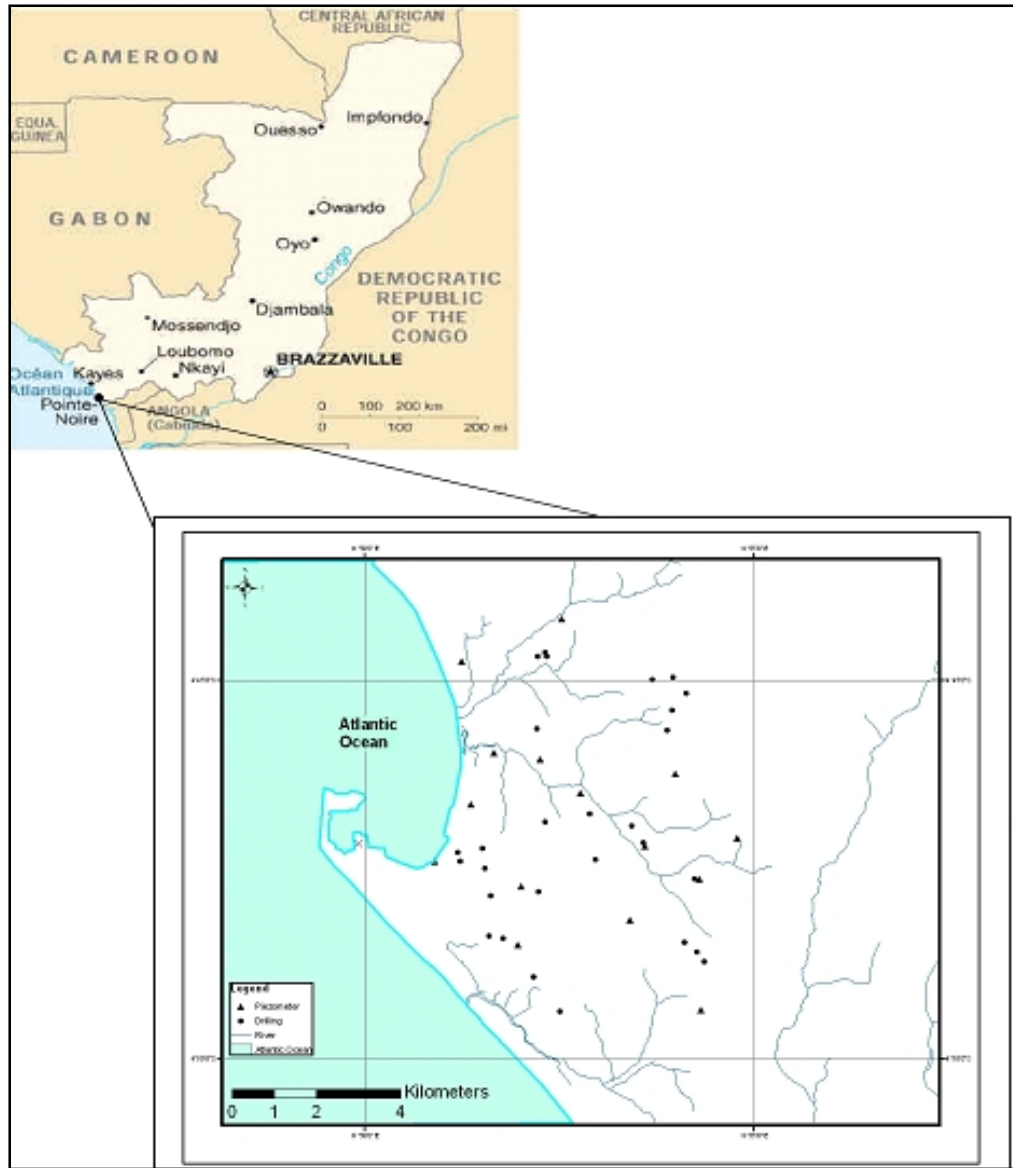 CENTRAL AFRICAN
REPUBLIC
CAMEROON
EQUA.
GUINEA
Ouesso
Impfondo
GABON
Owando
Oyo
Congo
DEMOCRATIC
REPUBLIC
OF THE
CONGO
Djambala
Mossendjo
Loubomo
Nkayi
BRAZZAVILLE
Océan
Atlantique
Kayes
Pointe-
Noire
ANGOLA
(Cabinda)
0 100 200 km
0 100 200 mi
Atlantic
Ocean
Legend
Piezometer
Drilling
River
Atlantic Ocean
Kilometers
0 1 2 4